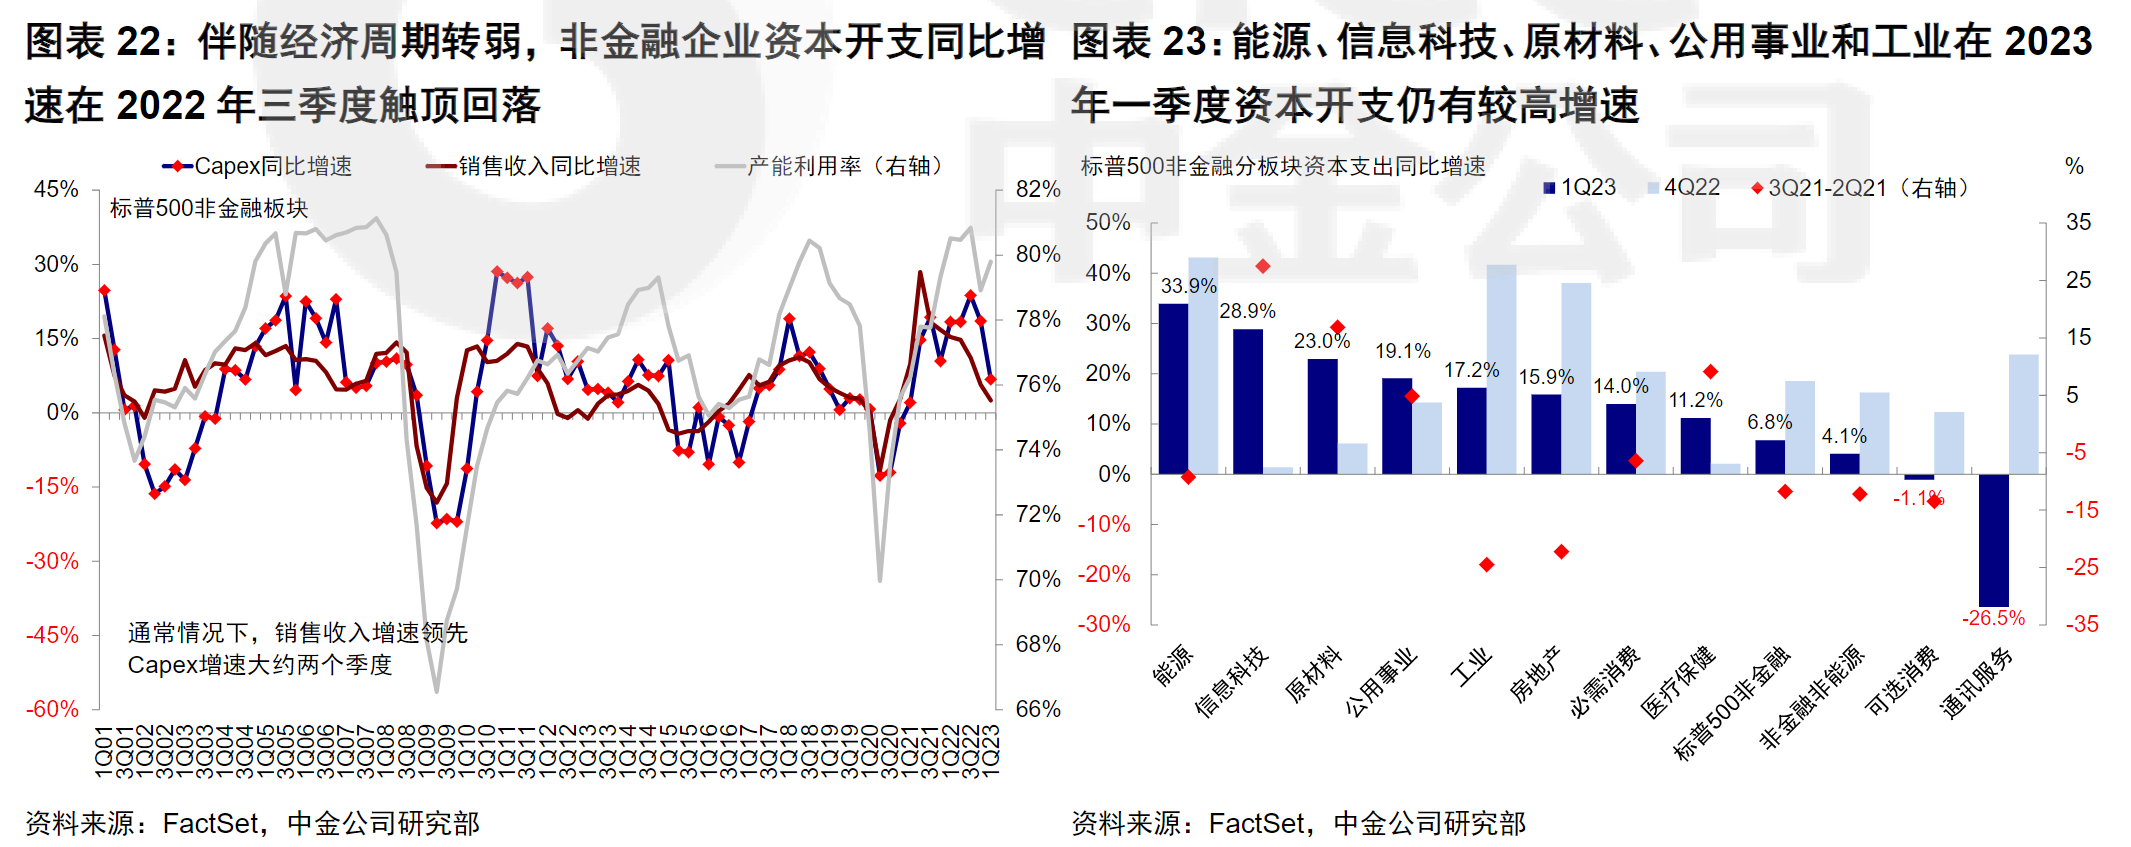 图表 22：伴随经济周期转弱，非金融企业资本开支同比增
速在 2022 年三季度触顶回落
Capex同比增速
销售收入同比增速
产能利用率（右轴）
标普500非金融板块
45%
30%
15%
0%
-15%
-30%
-45%
-60%
82%
80%
78%
76%
74%
72%
70%
68%
66%
通常情况下，销售收入增速领先
Capex增速大约两个季度
1Q01
3Q01
1Q02
3Q02
1Q03
3Q03
1Q04
3Q04
1Q05
3Q05
1Q06
3Q06
1Q07
3Q07
1Q08
3Q08
1Q09
3Q09
1Q10
3Q10
1Q11
3Q11
1Q12
3Q12
1Q13
3Q13
1Q14
3Q14
1Q15
3Q15
1Q16
3Q16
1Q17
3Q17
1Q18
3Q18
1Q19
3Q19
1Q20
3Q20
1Q21
3Q21
1Q22
3Q22
1Q23
资料来源：FactSet，中金公司研究部
图表 23：能源、信息科技、原材料、公用事业和工业在 2023
年一季度资本开支仍有较高增速
标普500非金融分板块资本支出同比增速
%
1Q23
4Q22
3Q21-2Q21（右轴）
50%
40%
30%
20%
10%
0%
-10%
-20%
-30%
35
25
15
5
-5
-15
-25
-35
33.9%
28.9%
23.0%
19.1%
17.2%
15.9%
14.0%
11.2%
6.8%
4.1%
-1.1%
-26.5%
能源
信息科技
原材料
公用事业
工业
房地产
必需消费
医疗保健
标普500非金融
非金融非能源
可选消费
通讯服务
资料来源：FactSet，中金公司研究部
中金公司